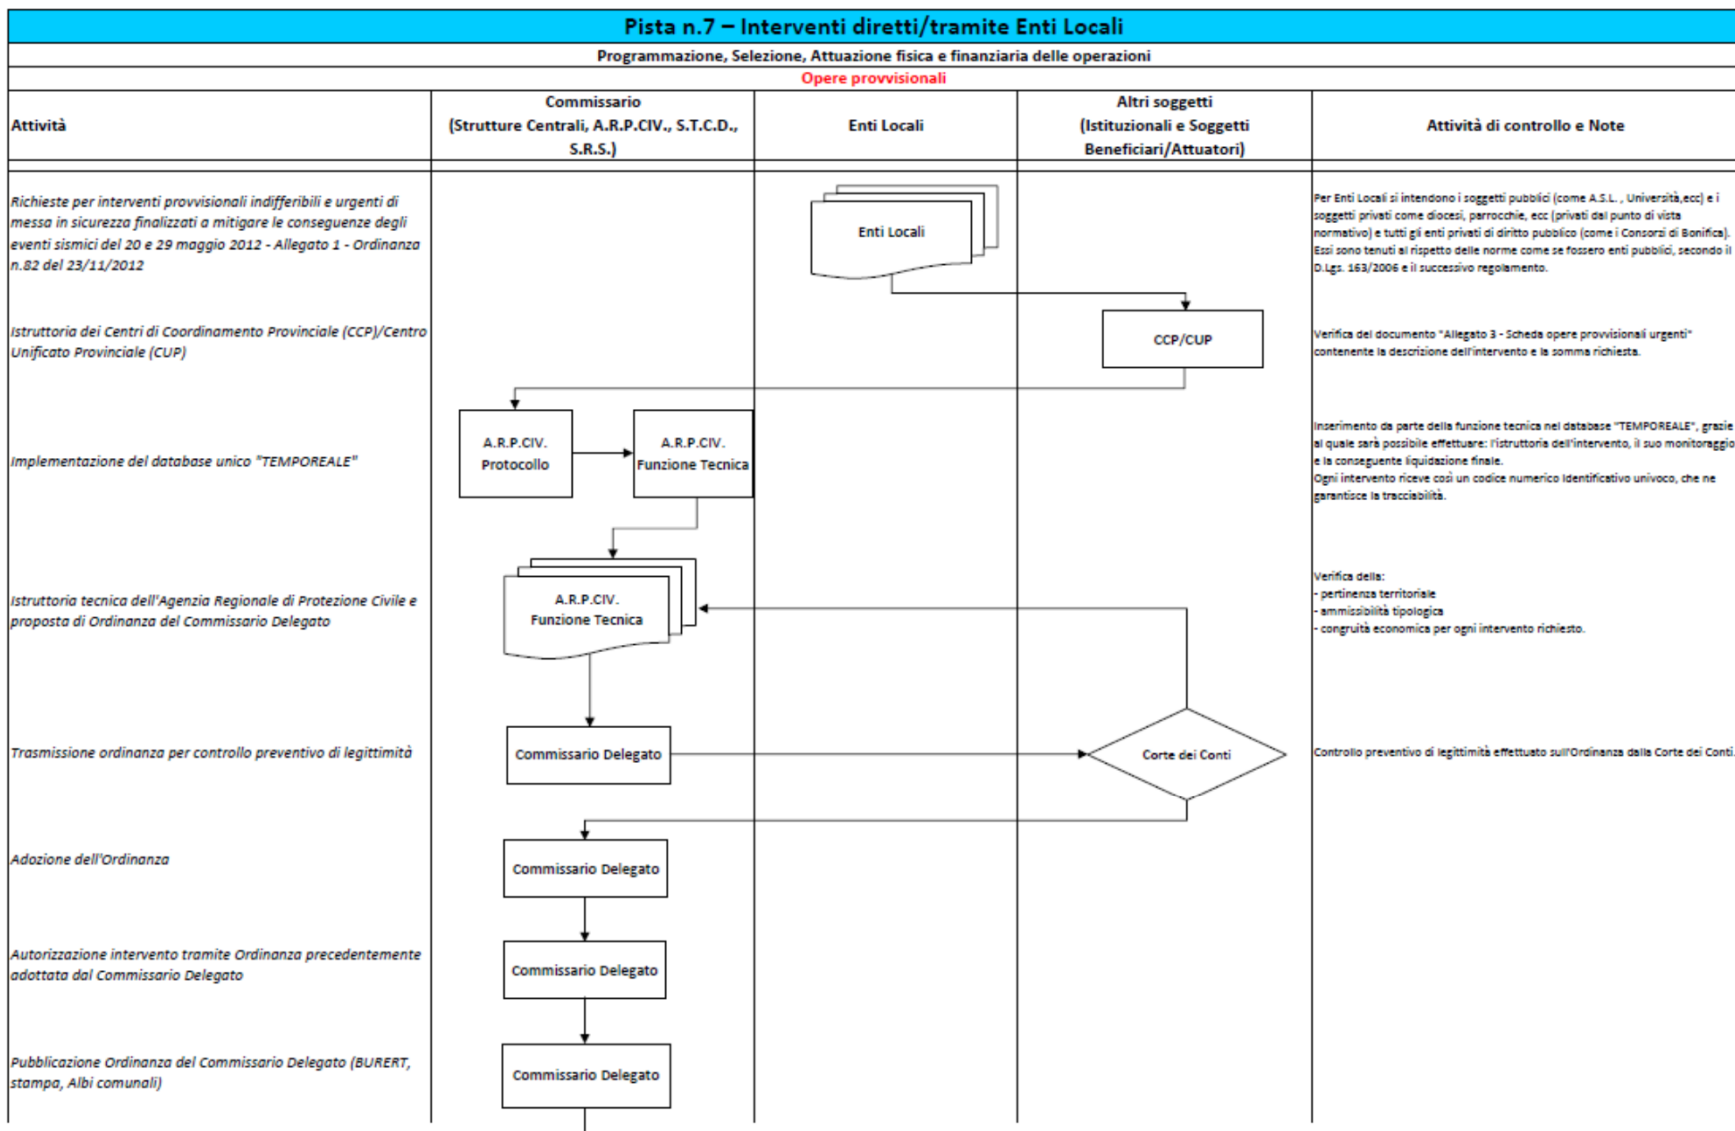 Pista n.7 – Interventi diretti/tramite Enti Locali
Programmazione, Selezione, Attuazione fisica e finanziaria delle operazioni
Opere provvisionali
Attività
Commissario
(Strutture Centrali, A.R.P.CIV., S.T.C.D.,
S.R.S.)
Enti Locali
Altri soggetti
(Istituzionali e Soggetti
Beneficiari/Attuatori)
Attività di controllo e Note
Richieste per interventi provvisionali indifferibili e urgenti di
messa in sicurezza finalizzati a mitigare le conseguenze degli
eventi sismici del 20 e 29 maggio 2012 - Allegato 1 - Ordinanza
n.82 del 23/11/2012
Enti Locali
Per Enti Locali si intendono i soggetti pubblici (come A.S.L. , Università,ecc) e i
soggetti privati come diocesi, parrocchie, ecc (privati dal punto di vista
normativo) e tutti gli enti privati di diritto pubblico (come i Consorzi di Bonifica).
Essi sono tenuti al rispetto delle norme come se fossero enti pubblici, secondo il
D.Lgs. 163/2006 e il successivo regolamento.
Istruttoria dei Centri di Coordinamento Provinciale (CCP)/Centro
Unificato Provinciale (CUP)
CCP/CUP
Verifica del documento "Allegato 3 - Scheda opere provvisionali urgenti"
contenente la descrizione dell'intervento e la somma richiesta.
Implementazione del database unico "TEMPOREALE"
A.R.P.CIV.
Protocollo
A.R.P.CIV.
Funzione Tecnica
Inserimento da parte della funzione tecnica nel database "TEMPOREALE", grazie
al quale sarà possibile effettuare: l'istruttoria dell'intervento, il suo monitoraggio
e la conseguente liquidazione finale.
Ogni intervento riceve così un codice numerico identificativo univoco, che ne
garantisce la tracciabilità.
Istruttoria tecnica dell'Agenzia Regionale di Protezione Civile e
proposta di Ordinanza del Commissario Delegato
A.R.P.CIV.
Funzione Tecnica
Verifica della:
- pertinenza territoriale
- ammissibilità tipologica
- congruità economica per ogni intervento richiesto.
Trasmissione ordinanza per controllo preventivo di legittimità
Commissario Delegato
Corte dei Conti
Controllo preventivo di legittimità effettuato sull'Ordinanza dalla Corte dei Conti.
Adozione dell'Ordinanza
Commissario Delegato
Autorizzazione intervento tramite Ordinanza precedentemente
adottata dal Commissario Delegato
Commissario Delegato
Pubblicazione Ordinanza del Commissario Delegato (BURERT,
stampa, Albi comunali)
Commissario Delegato